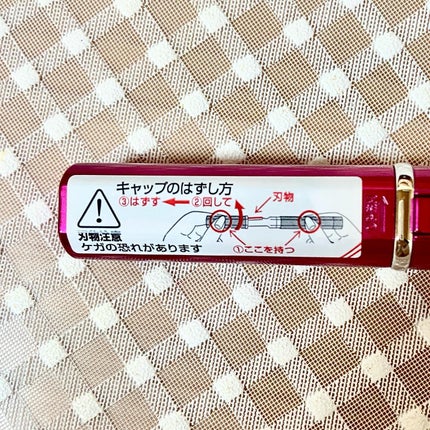 キャップのはずし方
③はずす ②回して
刃物
①ここを持つ
刃物注意
ケガの恐れがあります